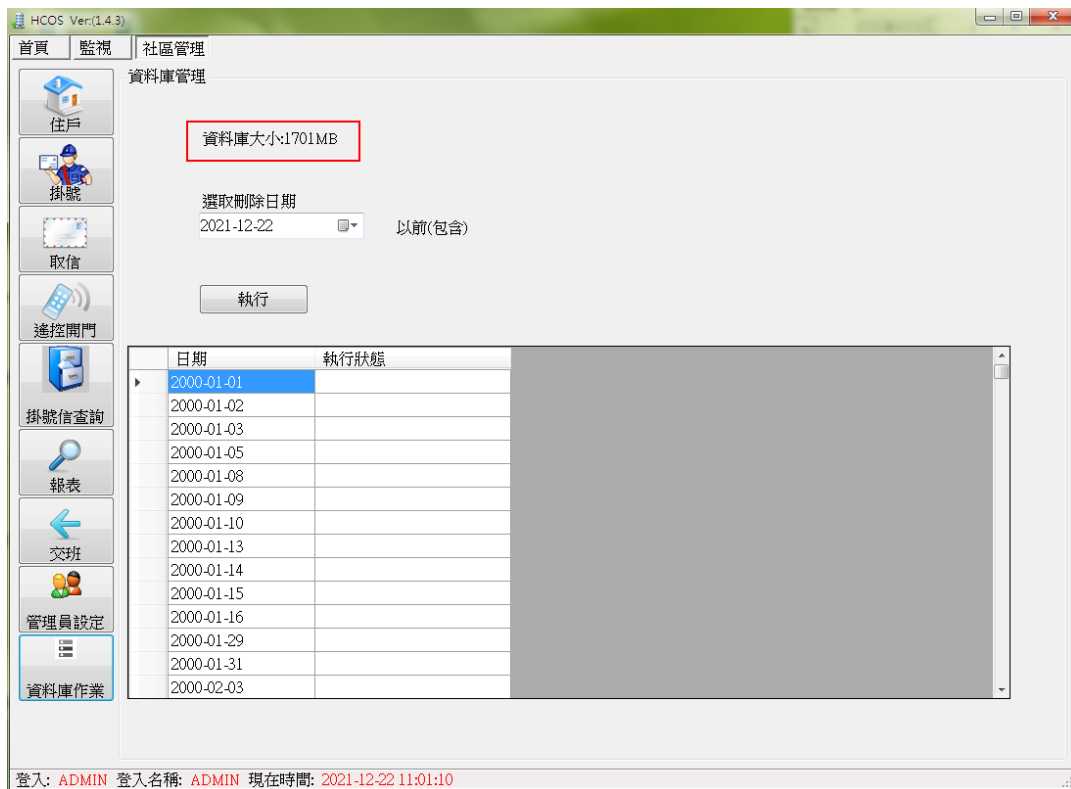 HCOS Ver:(1.4.3)
首頁 監視 社區管理
資料庫管理
住戶
掛號
取信
遙控開門
掛號信查詢
報表
交班
管理員設定
資料庫作業
資料庫大小:1701MB
選取刪除日期
2021-12-22 以前(包含)
執行
日期 執行狀態
2000-01-01
2000-01-02
2000-01-03
2000-01-05
2000-01-08
2000-01-09
2000-01-10
2000-01-13
2000-01-14
2000-01-15
2000-01-16
2000-01-29
2000-01-31
2000-02-03
登入: ADMIN 登入名稱: ADMIN 現在時間: 2021-12-22 11:01:10